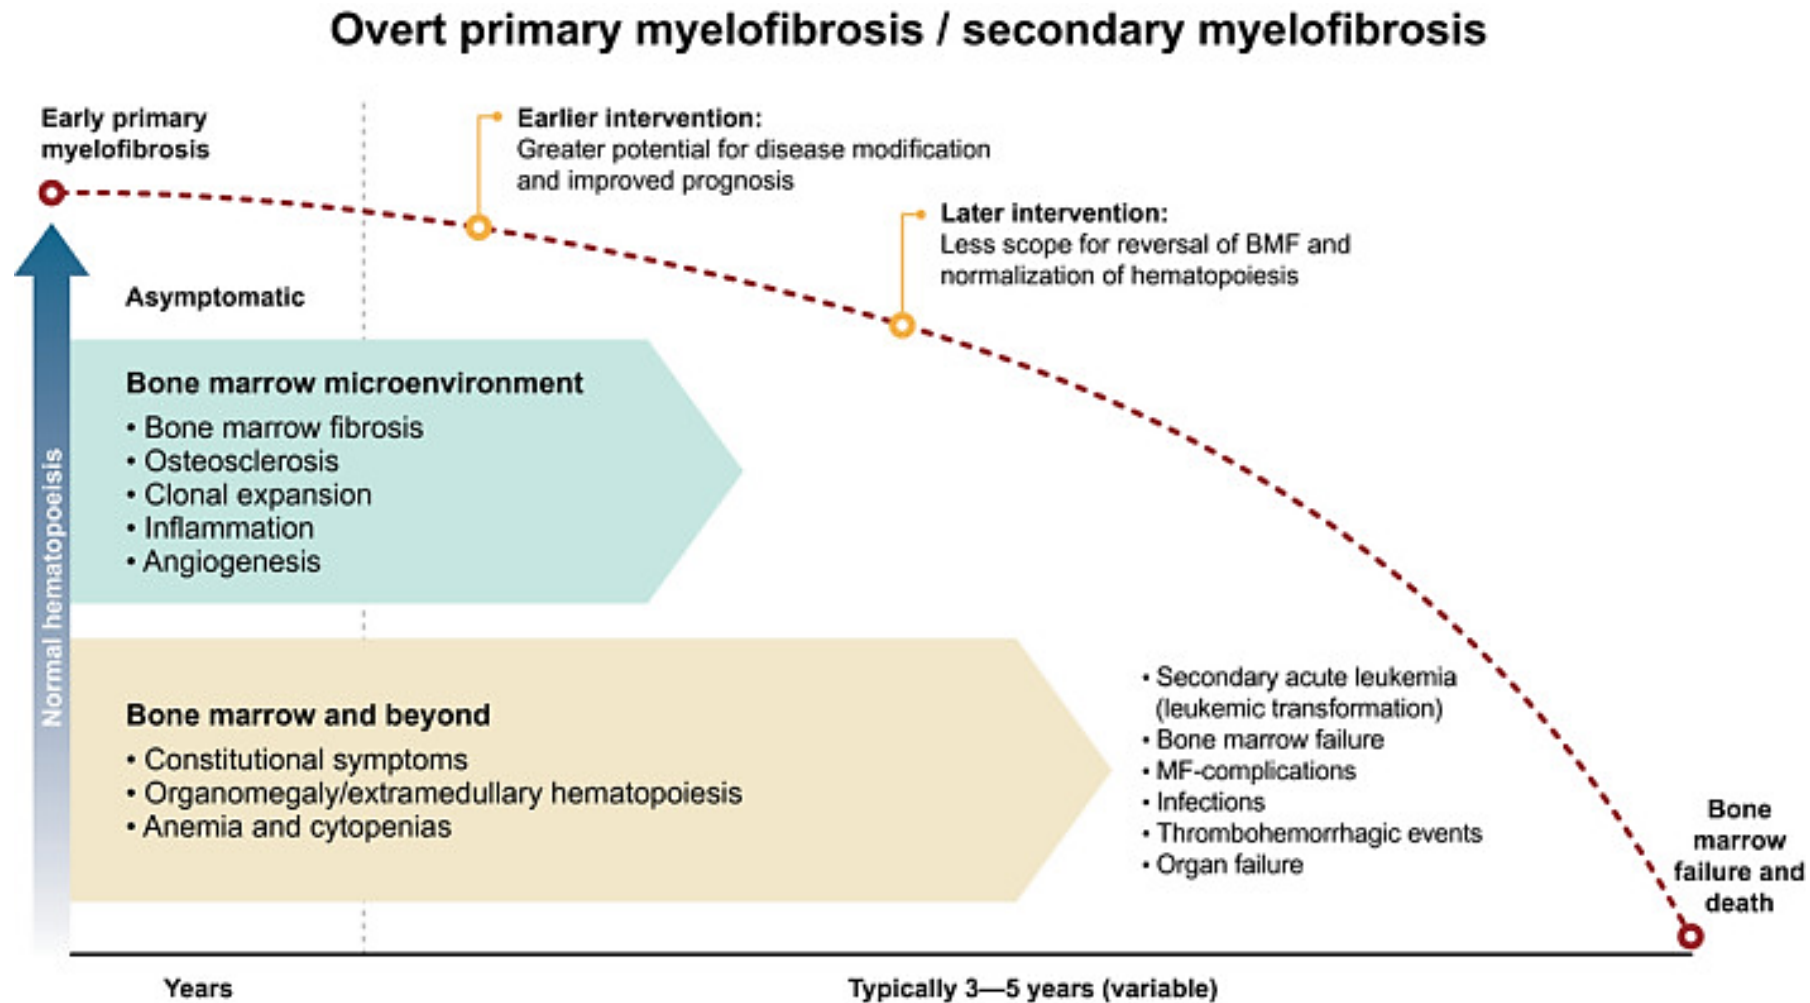 Overt primary myelofibrosis / secondary myelofibrosis
Early primary
myelofibrosis
Earlier intervention:
Greater potential for disease modification
and improved prognosis
Later intervention:
Less scope for reversal of BMF and
normalization of hematopoiesis
Asymptomatic
Normal hematopoeisis
Bone marrow microenvironment
• Bone marrow fibrosis
• Osteosclerosis
• Clonal expansion
• Inflammation
• Angiogenesis
Bone marrow and beyond
• Constitutional symptoms
• Organomegaly/extramedullary hematopoiesis
• Anemia and cytopenias
• Secondary acute leukemia
(leukemic transformation)
• Bone marrow failure
• MF-complications
• Infections
• Thrombohemorrhagic events
• Organ failure
Bone
marrow
failure and
death
Years
Typically 3—5 years (variable)